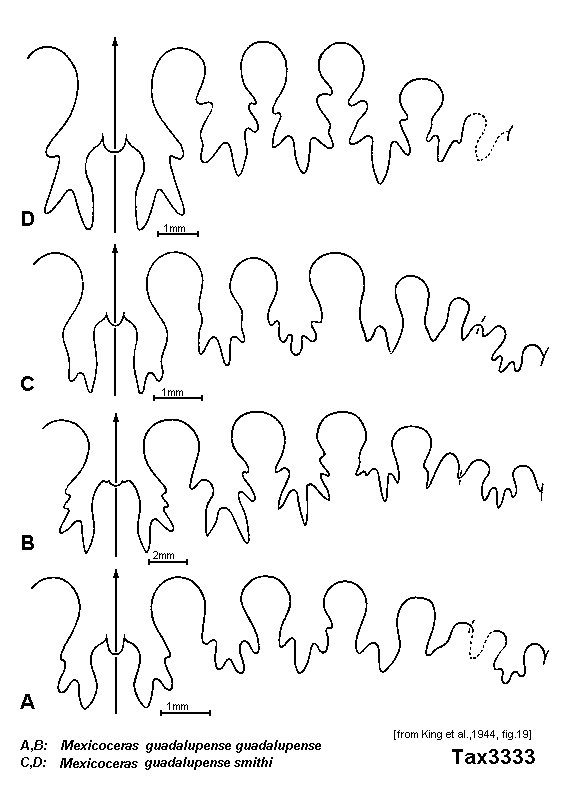 D
1mm
C
1mm
B
2mm
A
1mm
[from King et al.,1944, fig.19]
A,B: Mexicoceras guadalupense guadalupense
Tax3333
C,D: Mexicoceras guadalupense smithi